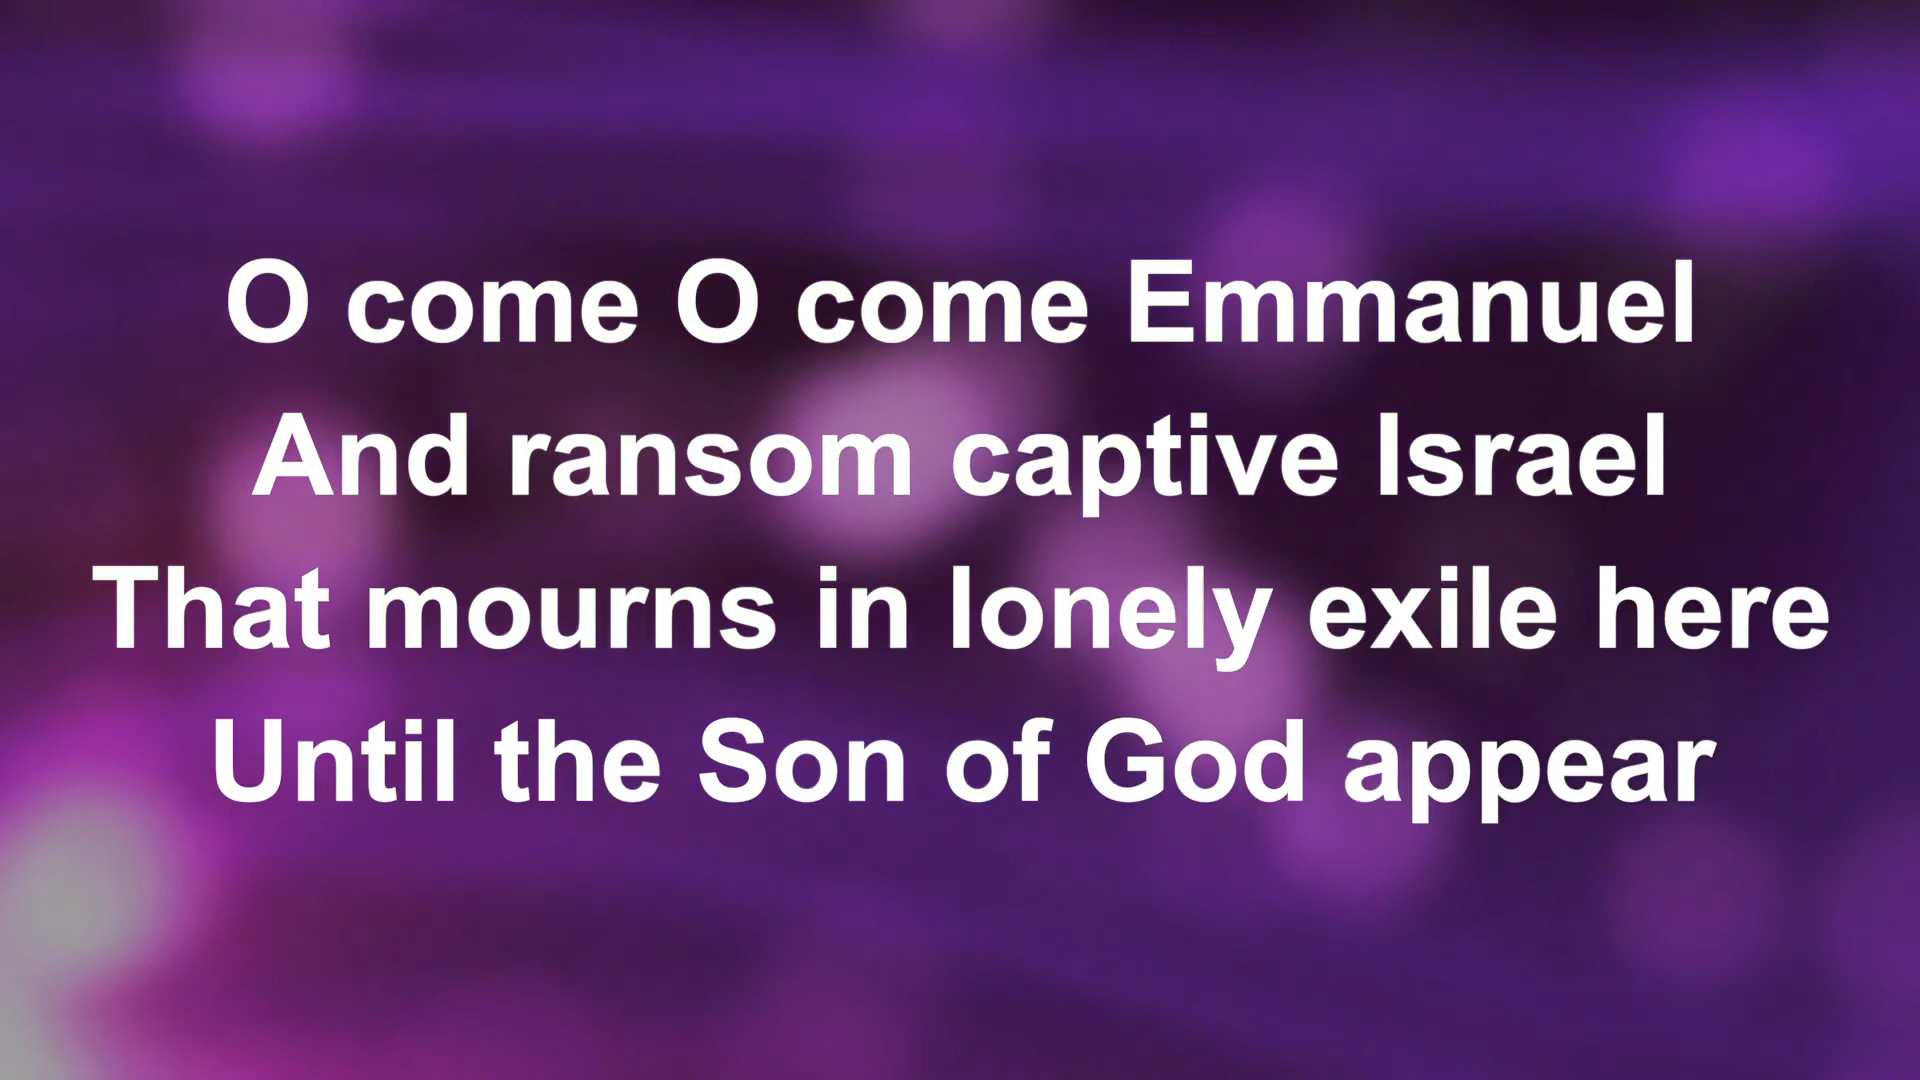 O come O come Emmanuel
And ransom captive Israel
That mourns in lonely exile here
Until the Son of God appear